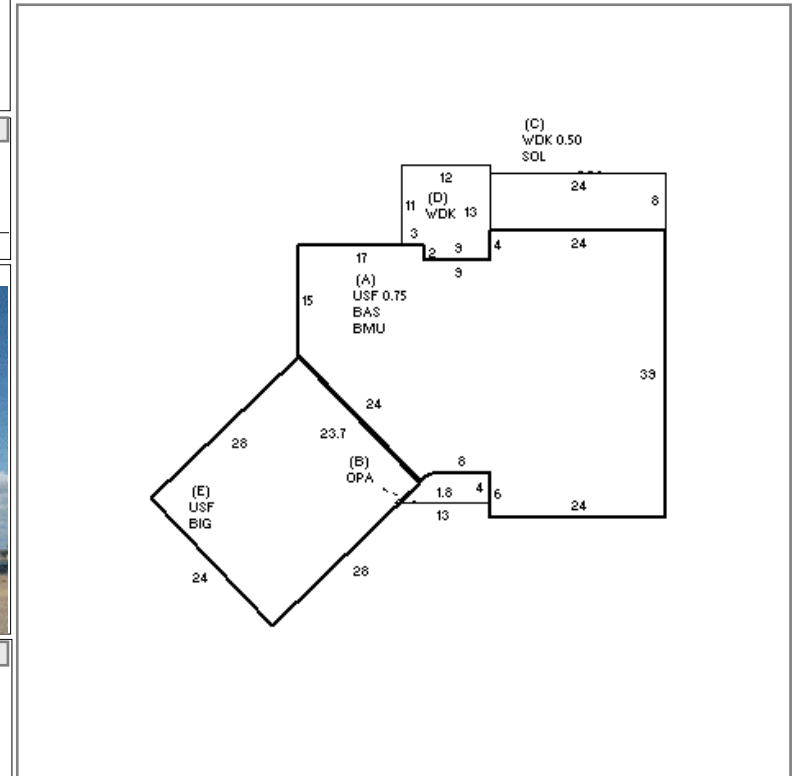 (C)
WDK 0.50
SOL
12
24
(D)
WDK
11
13
8
3
2
9
4
24
17
9
(A)
USF 0.75
BAS
BMU
15
39
24
23.7
28
(B)
OPA
8
(E)
USF
BIG
1.8
4
6
13
24
28
24